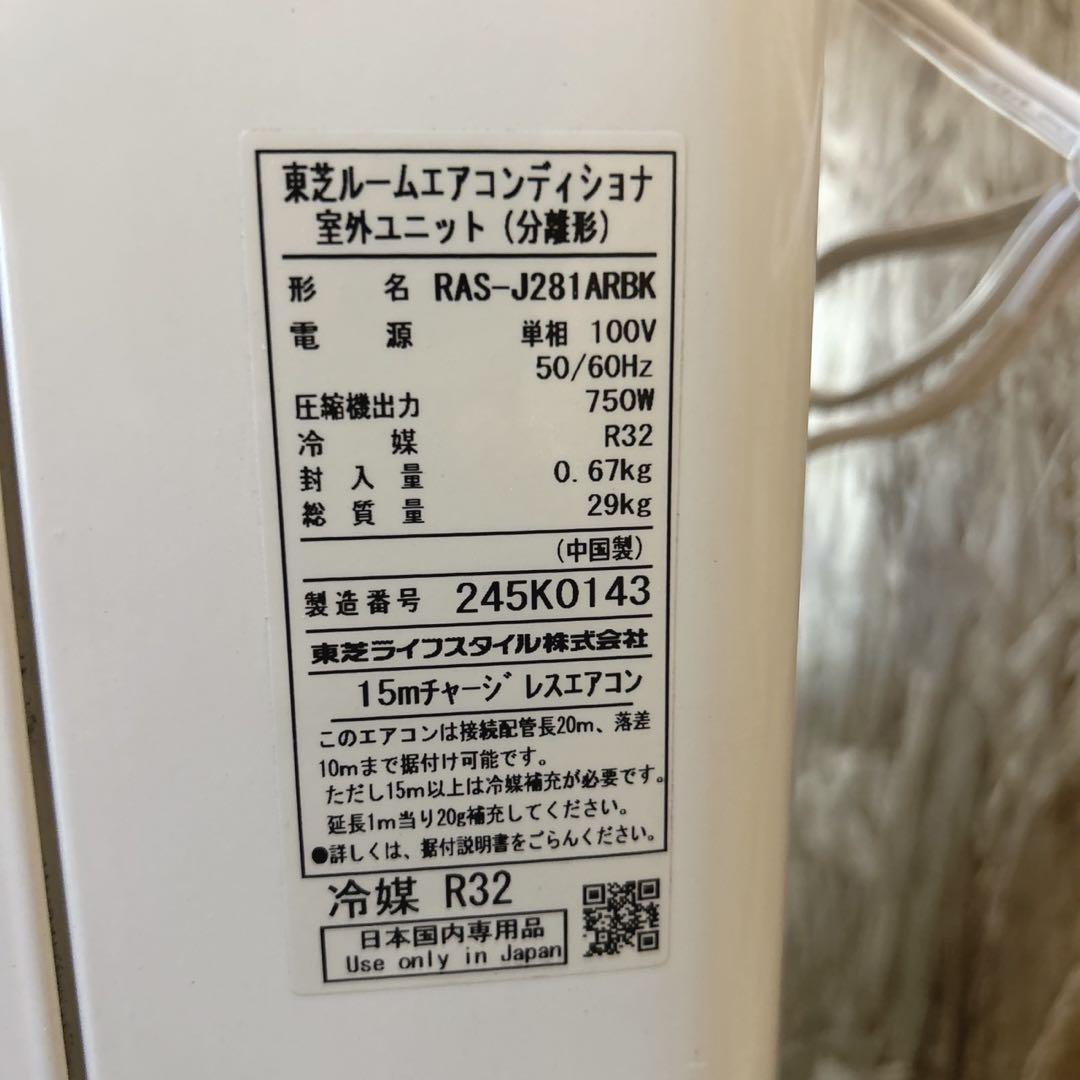 東芝ルームエアコンディショナ
室外ユニット（分離形）
形 名 RAS-J281ARBK
電 源 単相 100V
50/60Hz
圧縮機出力 750W
冷 媒 R32
封 入 量 0.67kg
総 質 量 29kg
（中国製）
製造番号 245K0143
東芝ライフスタイル株式会社
15mチャージレスエアコン
このエアコンは接続配管長20m、落差
10mまで据付け可能です。
ただし15m以上は冷媒補充が必要です。
延長1m当り20g補充してください。
●詳しくは、据付説明書をごらんください。
冷媒 R32
日本国内専用品
Use only in Japan